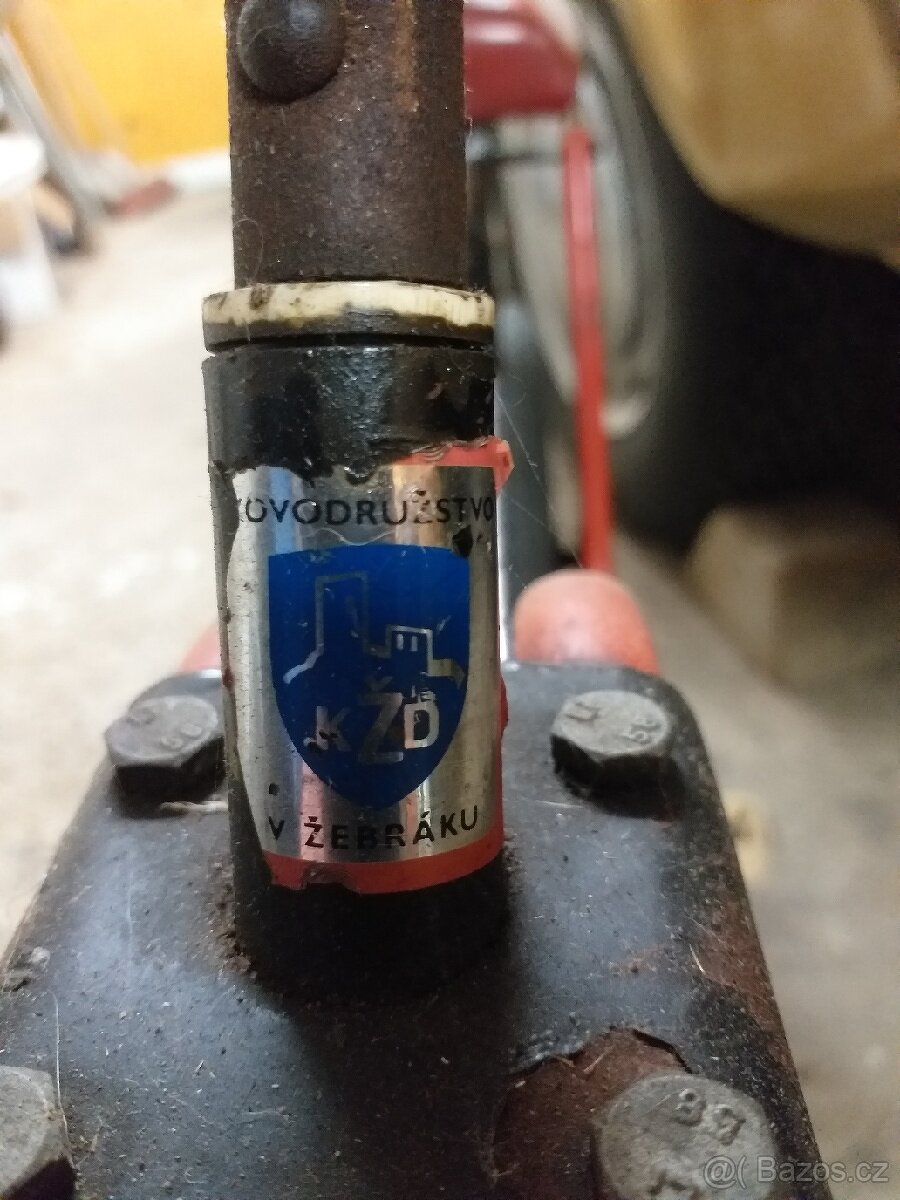 KOVODRUŽSTVO
KŽD
V ŽEBRÁKU
@( Bazos.cz